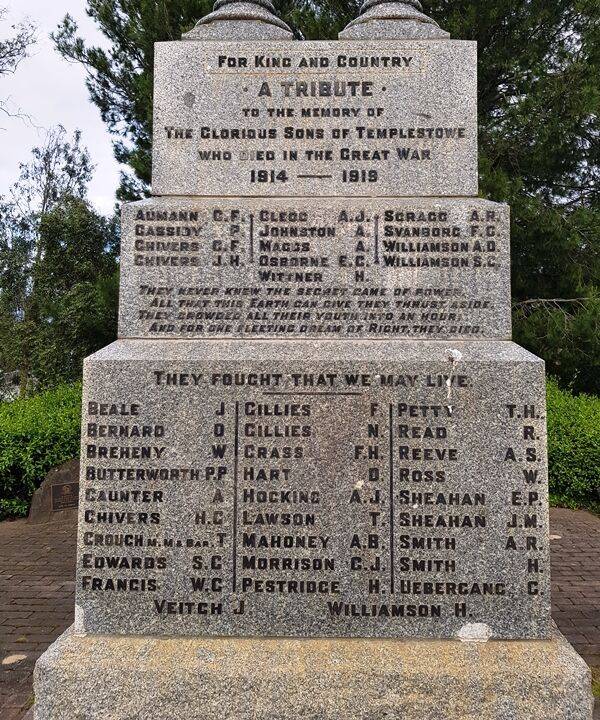 FOR KING AND COUNTRY
· A TRIBUTE ·
TO THE MEMORY OF
THE GLORIOUS SONS OF TEMPLESTOWE
WHO DIED IN THE GREAT WAR
1914 — 1919
AUMANN G.F. CLEGG A.J. SCRAGG A.R.
CASSIDY P. JOHNSTON A. SVANBORG F.G.
CHIVERS G.F. MAGGS A. WILLIAMSON A.D.
CHIVERS J.H. OSBORNE E.C. WILLIAMSON S.C.
WITTNER H.
THEY NEVER KNEW THE SECRET GAME OF POWER,
ALL THAT THIS EARTH CAN GIVE THEY THRUST ASIDE.
THEY CROWDED ALL THEIR YOUTH INTO AN HOUR,
AND FOR ONE FLEETING DREAM OF RIGHT, THEY DIED.
THEY FOUGHT THAT WE MAY LIVE.
BEALE J GILLIES F. PETTY T.H.
BERNARD O GILLIES N. READ R.
BREHENY W GRASS F.H. REEVE A.S.
BUTTERWORTH P.P HART D. ROSS W.
GAUNTER A HOCKING A.J. SHEAHAN E.P.
CHIVERS H.C LAWSON T. SHEAHAN J.M.
CROUCH M.M.& BAR. T MAHONEY A.B. SMITH A.R.
EDWARDS S.G MORRISON C.J. SMITH H.
FRANCIS W.G PESTRIDGE H. UEBERGANG C.
VEITCH J WILLIAMSON H.